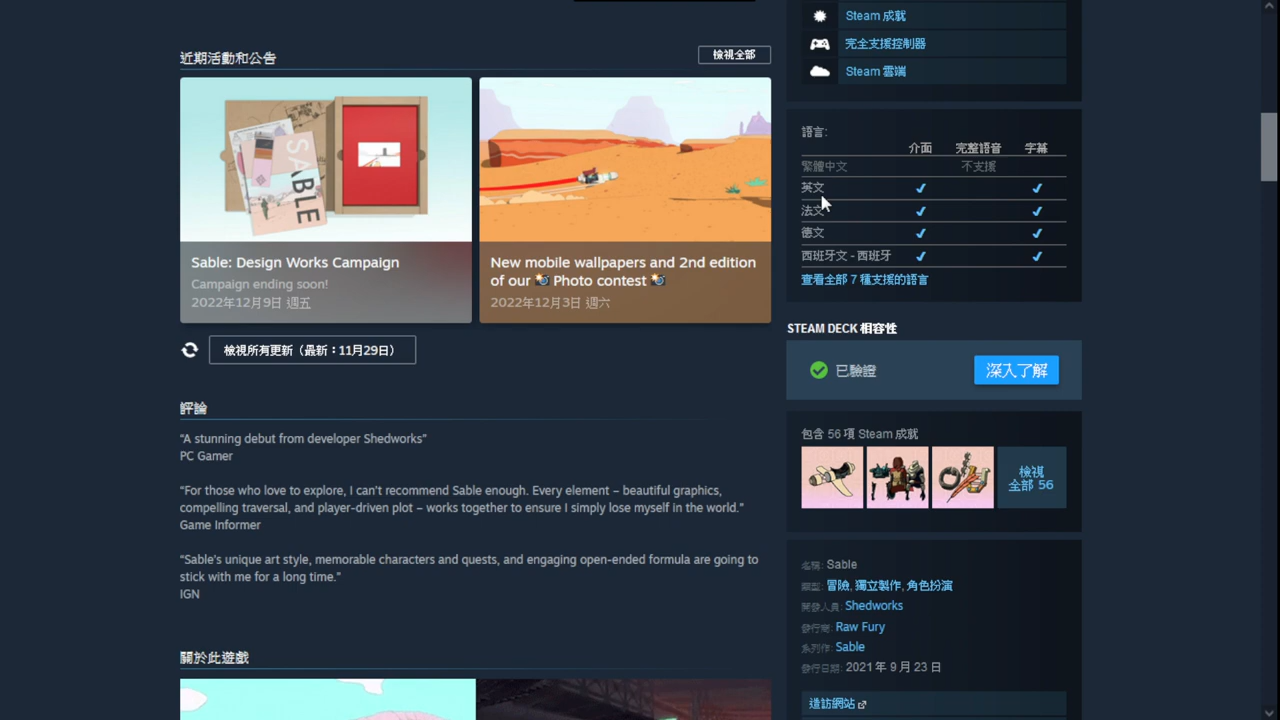 近期活動和公告
檢視全部
SABLE
Sable: Design Works Campaign
Campaign ending soon!
2022年12月9日 週五
New mobile wallpapers and 2nd edition
of our 📸 Photo contest 📸
2022年12月3日 週六
檢視所有更新（最新：11月29日）
評論
“A stunning debut from developer Shedworks”
PC Gamer
“For those who love to explore, I can’t recommend Sable enough. Every element – beautiful graphics,
compelling traversal, and player-driven plot – works together to ensure I simply lose myself in the world.”
Game Informer
“Sable's unique art style, memorable characters and quests, and engaging open-ended formula are going to
stick with me for a long time.”
IGN
關於此遊戲
Steam 成就
完全支援控制器
Steam 雲端
語言:
介面 完整語音 字幕
繁體中文 不支援
英文 ✔ ✔
法文 ✔ ✔
德文 ✔ ✔
西班牙文 - 西班牙 ✔ ✔
查看全部 7 種支援的語言
STEAM DECK 相容性
已驗證
深入了解
包含 56 項 Steam 成就
檢視
全部 56
名稱: Sable
類型: 冒險, 獨立製作, 角色扮演
開發人員: Shedworks
發行商: Raw Fury
系列作: Sable
發行日期: 2021 年 9 月 23 日
造訪網站